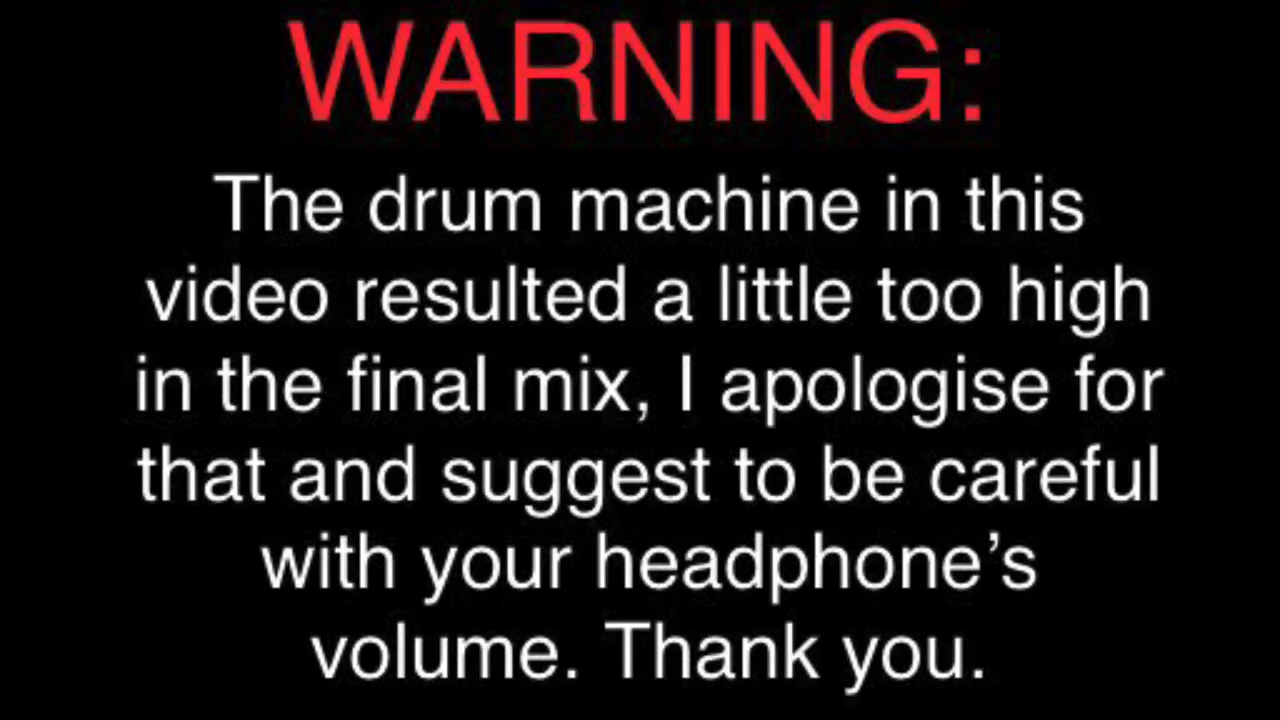 WARNING:
The drum machine in this
video resulted a little too high
in the final mix, I apologise for
that and suggest to be careful
with your headphone’s
volume. Thank you.